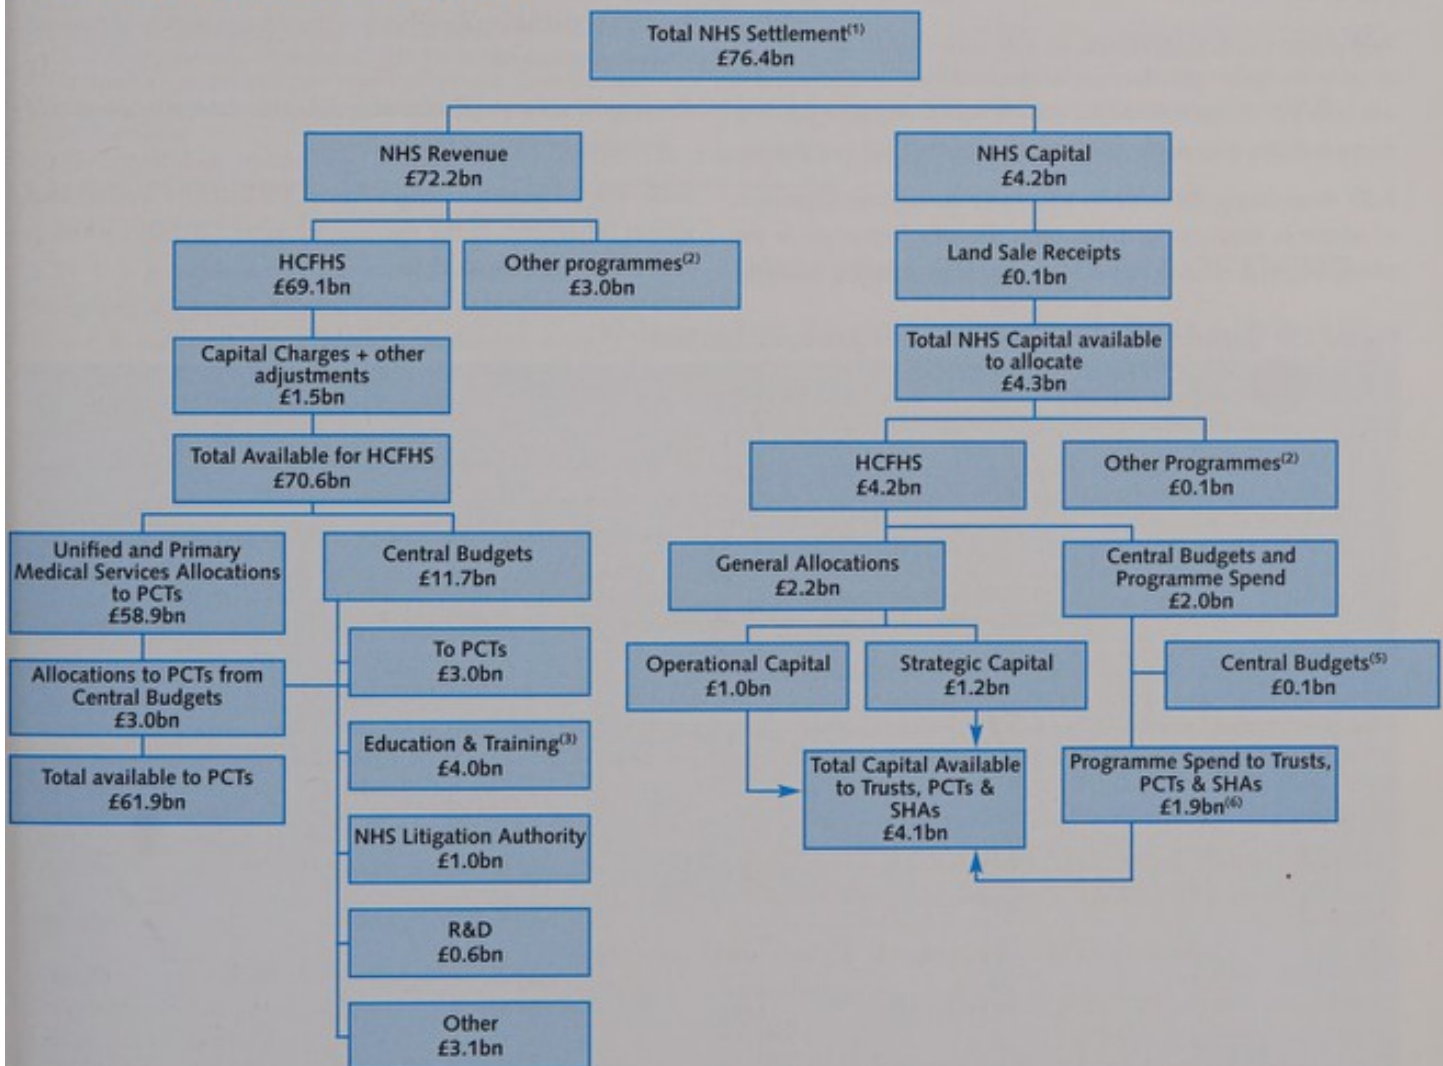 Total NHS Settlement(1)
£76.4bn
NHS Revenue
£72.2bn
NHS Capital
£4.2bn
HCFHS
£69.1bn
Other programmes(2)
£3.0bn
Land Sale Receipts
£0.1bn
Capital Charges + other
adjustments
£1.5bn
Total NHS Capital available
to allocate
£4.3bn
Total Available for HCFHS
£70.6bn
HCFHS
£4.2bn
Other Programmes(2)
£0.1bn
Unified and Primary
Medical Services Allocations
to PCTs
£58.9bn
Central Budgets
£11.7bn
General Allocations
£2.2bn
Central Budgets and
Programme Spend
£2.0bn
Allocations to PCTs from
Central Budgets
£3.0bn
To PCTs
£3.0bn
Operational Capital
£1.0bn
Strategic Capital
£1.2bn
Central Budgets(5)
£0.1bn
Total available to PCTs
£61.9bn
Education & Training(3)
£4.0bn
Total Capital Available
to Trusts, PCTs &
SHAs
£4.1bn
Programme Spend to Trusts,
PCTs & SHAs
£1.9bn(6)
NHS Litigation Authority
£1.0bn
R&D
£0.6bn
Other
£3.1bn